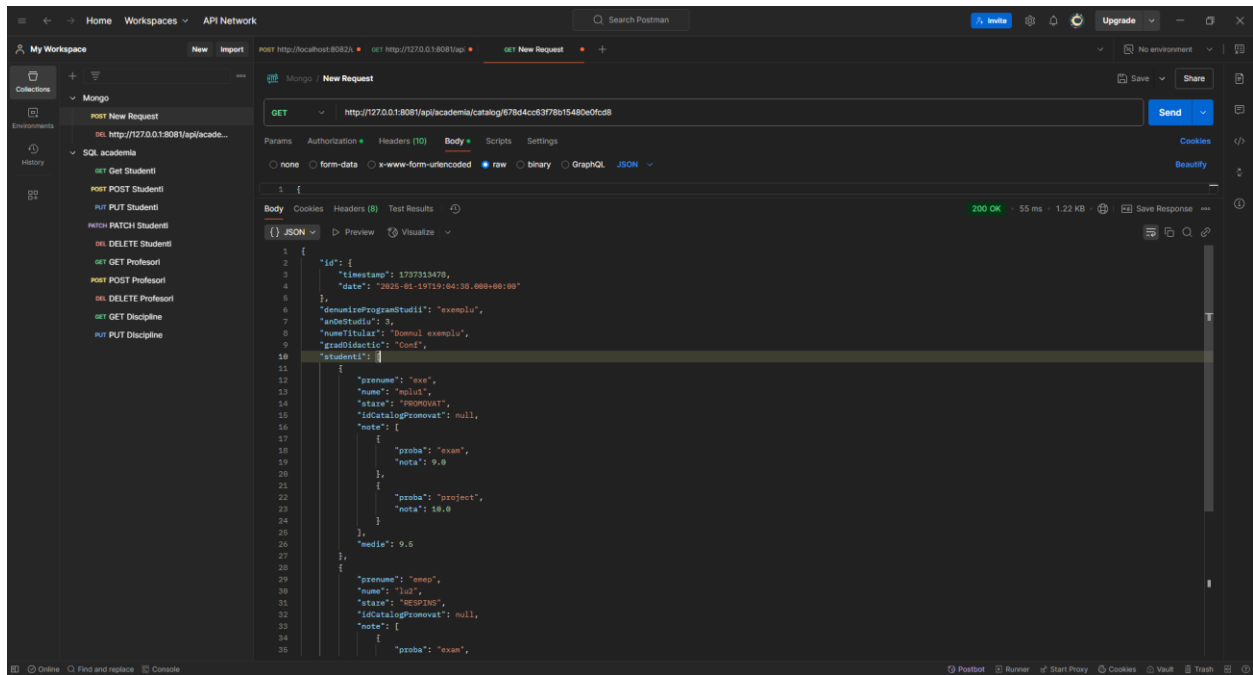 Home Workspaces API Network Search Postman Invite Upgrade
My Workspace New Import POST http://localhost:8082/ GET http://127.0.0.1:8081/api GET New Request No environment
Collections
Environments
History
Mongo
POST New Request
DEL http://127.0.0.1:8081/api/acade...
SQL academia
GET Get Studenti
POST POST Studenti
PUT PUT Studenti
PATCH PATCH Studenti
DEL DELETE Studenti
GET GET Profesori
POST POST Profesori
DEL DELETE Profesori
GET GET Discipline
PUT PUT Discipline
Mongo / New Request Save Share
GET http://127.0.0.1:8081/api/academia/catalog/678d4cc63f78b15480e0fcd8 Send
Params Authorization Headers (10) Body Scripts Settings Cookies
none form-data x-www-form-urlencoded raw binary GraphQL JSON Beautify
1 {
Body Cookies Headers (8) Test Results 200 OK 55 ms 1.22 KB Save Response
{} JSON Preview Visualize
1 {
2 "id": {
3 "timestamp": 1737313478,
4 "date": "2025-01-19T19:04:38.000+00:00"
5 },
6 "denumireProgramStudii": "exemplu",
7 "anDeStudiu": 3,
8 "numeTitular": "Domnul exemplu",
9 "gradDidactic": "Conf",
10 "studenti": [
11 {
12 "prenume": "exe",
13 "nume": "mplu1",
14 "stare": "PROMOVAT",
15 "idCatalogPromovat": null,
16 "note": [
17 {
18 "proba": "exam",
19 "nota": 9.0
20 },
21 {
22 "proba": "project",
23 "nota": 10.0
24 }
25 ],
26 "medie": 9.5
27 },
28 {
29 "prenume": "emep",
30 "nume": "lu2",
31 "stare": "RESPINS",
32 "idCatalogPromovat": null,
33 "note": [
34 {
35 "proba": "exam",
Online Find and replace Console Postbot Runner Start Proxy Cookies Vault Trash